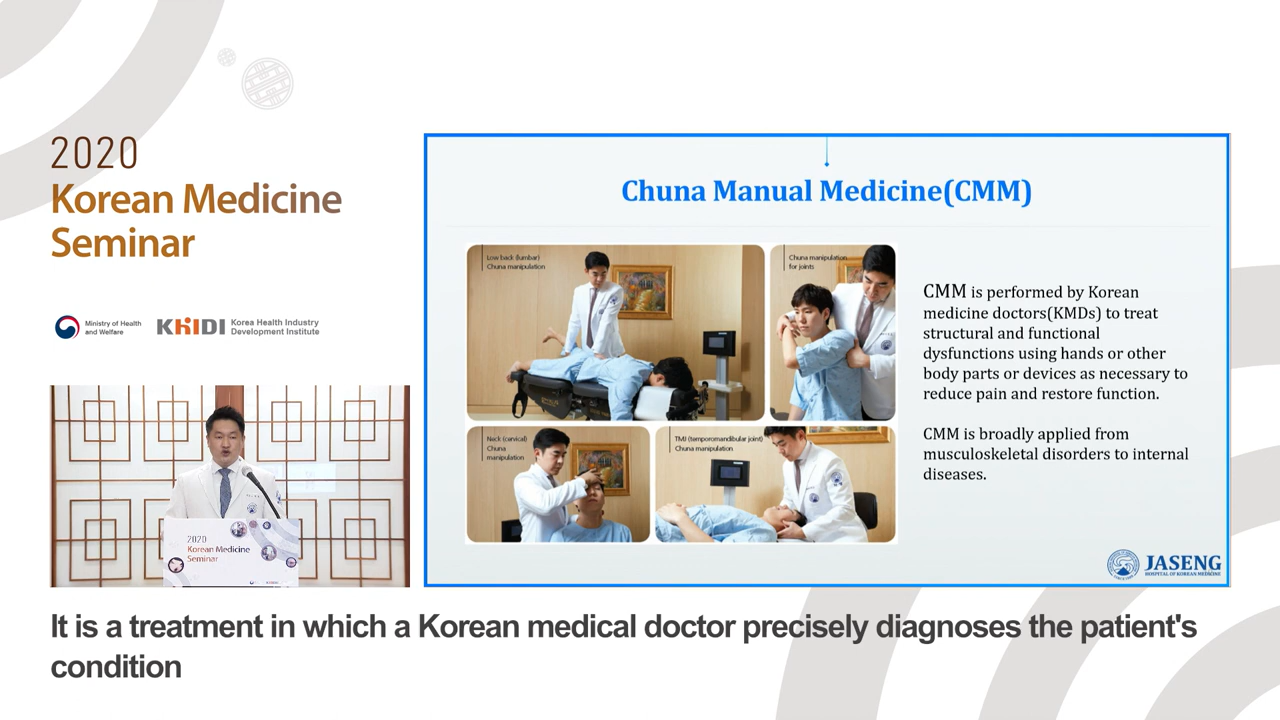 2020
Korean Medicine
Seminar
Ministry of Health
and Welfare
KHIDI
Korea Health Industry
Development Institute
2020
Korean Medicine
Seminar
Chuna Manual Medicine(CMM)
Low back (lumbar)
Chuna manipulation
Chuna manipulation
for joints
Neck (cervical)
Chuna
manipulation
TMJ (temporomandibular joint)
Chuna manipulation
CMM is performed by Korean
medicine doctors(KMDs) to treat
structural and functional
dysfunctions using hands or other
body parts or devices as necessary to
reduce pain and restore function.
CMM is broadly applied from
musculoskeletal disorders to internal
diseases.
JASENG
HOSPITAL OF KOREAN MEDICINE
It is a treatment in which a Korean medical doctor precisely diagnoses the patient's
condition